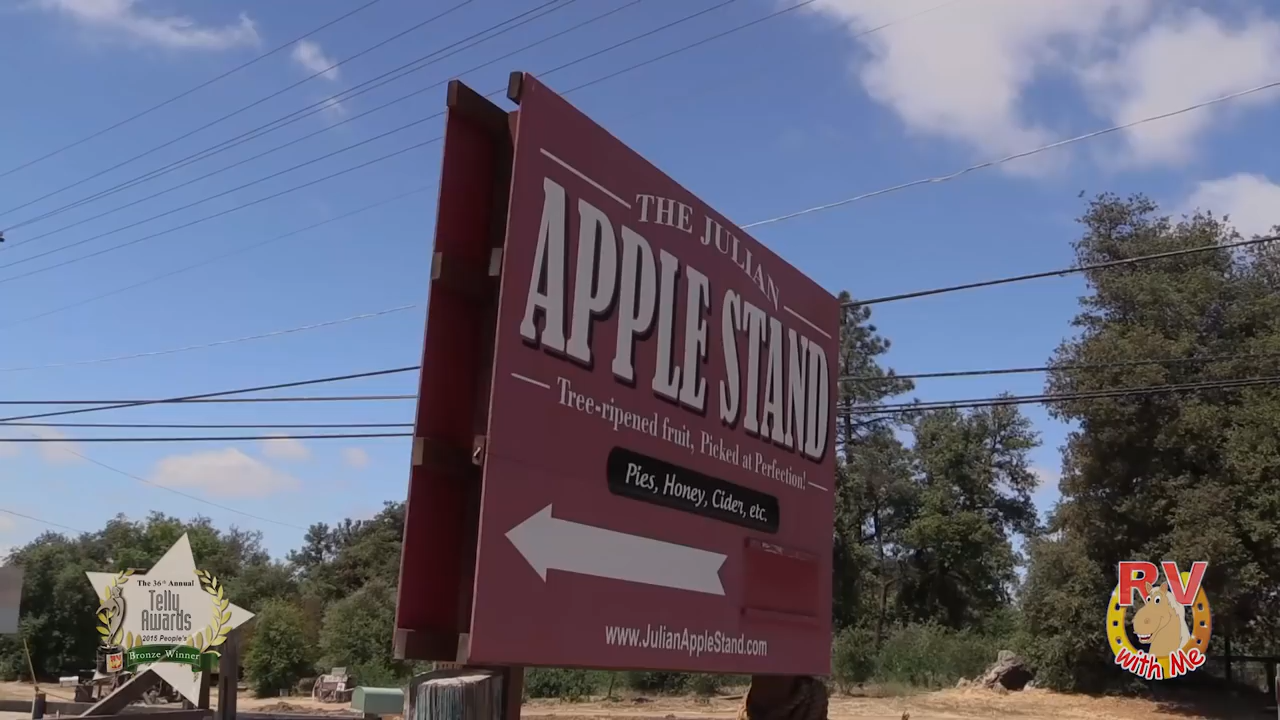 THE JULIAN
APPLE STAND
Tree-ripened fruit, Picked at Perfection!
Pies, Honey, Cider, etc.
www.JulianAppleStand.com
The 36th Annual
Telly
Awards
2015 People's
Bronze Winner
RV
with Me